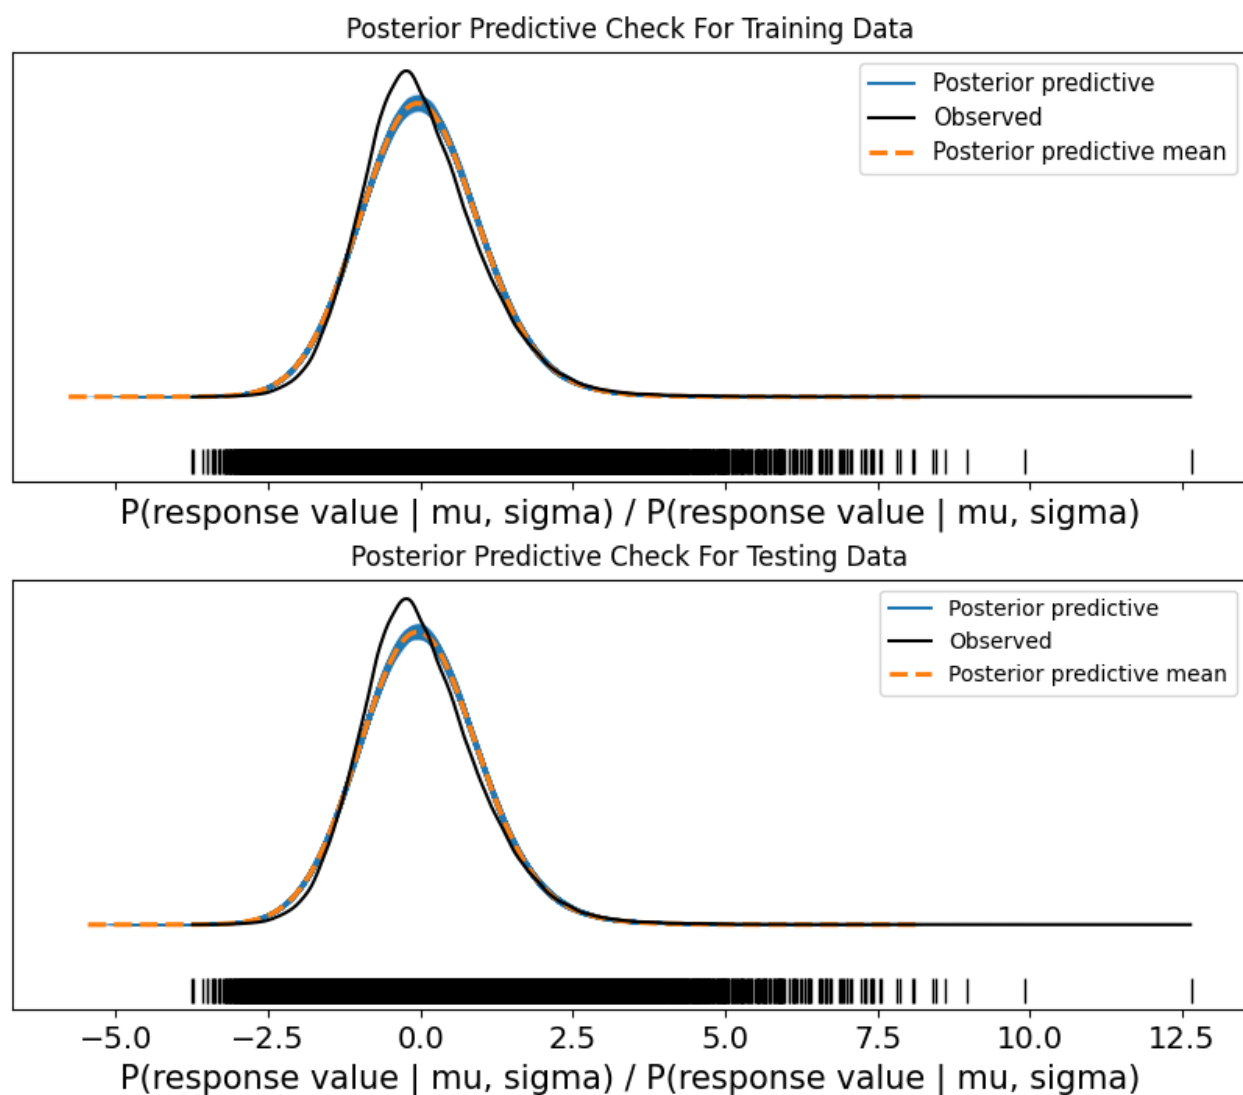 Posterior Predictive Check For Training Data
Posterior predictive
Observed
Posterior predictive mean
P(response value | mu, sigma) / P(response value | mu, sigma)
Posterior Predictive Check For Testing Data
Posterior predictive
Observed
Posterior predictive mean
−5.0 −2.5 0.0 2.5 5.0 7.5 10.0 12.5
P(response value | mu, sigma) / P(response value | mu, sigma)